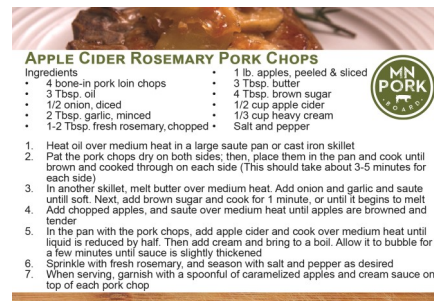 APPLE CIDER ROSEMARY PORK CHOPS
Ingredients
• 4 bone-in pork loin chops
• 3 Tbsp. oil
• 1/2 onion, diced
• 2 Tbsp. garlic, minced
• 1-2 Tbsp. fresh rosemary, chopped
• 1 lb. apples, peeled & sliced
• 3 Tbsp. butter
• 4 Tbsp. brown sugar
• 1/2 cup apple cider
• 1/3 cup heavy cream
• Salt and pepper
MN
PORK
BOARD
1. Heat oil over medium heat in a large saute pan or cast iron skillet
2. Pat the pork chops dry on both sides; then, place them in the pan and cook until
brown and cooked through on each side (This should take about 3-5 minutes for
each side)
3. In another skillet, melt butter over medium heat. Add onion and garlic and saute
untill soft. Next, add brown sugar and cook for 1 minute, or until it begins to melt
4. Add chopped apples, and saute over medium heat until apples are browned and
tender
5. In the pan with the pork chops, add apple cider and cook over medium heat until
liquid is reduced by half. Then add cream and bring to a boil. Allow it to bubble for
a few minutes until sauce is slightly thickened
6. Sprinkle with fresh rosemary, and season with salt and pepper as desired
7. When serving, garnish with a spoonful of caramelized apples and cream sauce on
top of each pork chop